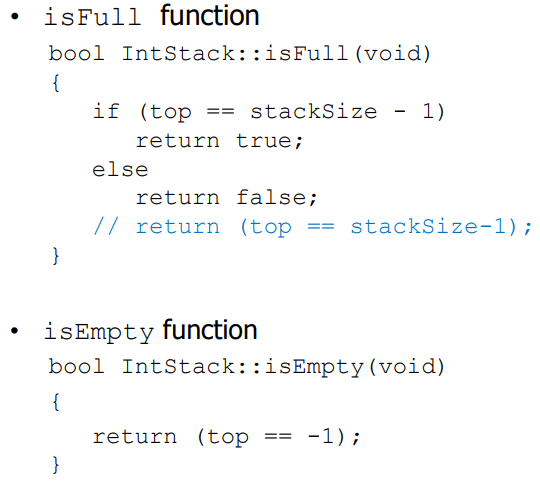 • isFull function
bool IntStack::isFull(void)
{
if (top == stackSize - 1)
return true;
else
return false;
// return (top == stackSize-1);
}
• isEmpty function
bool IntStack::isEmpty(void)
{
return (top == -1);
}